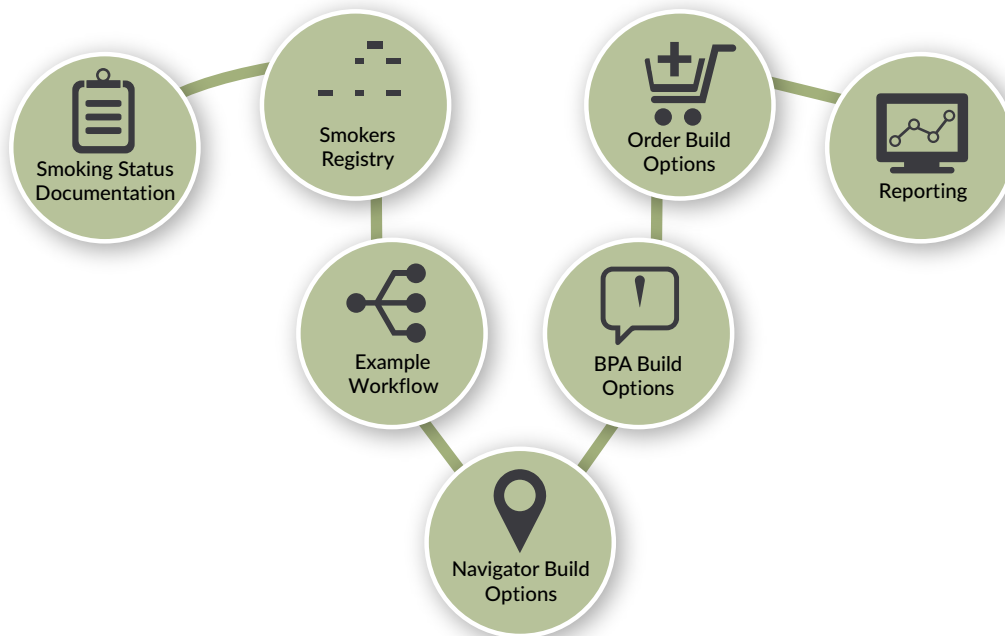 Smoking Status
Documentation
Smokers
Registry
Example
Workflow
Navigator Build
Options
BPA Build
Options
Order Build
Options
Reporting